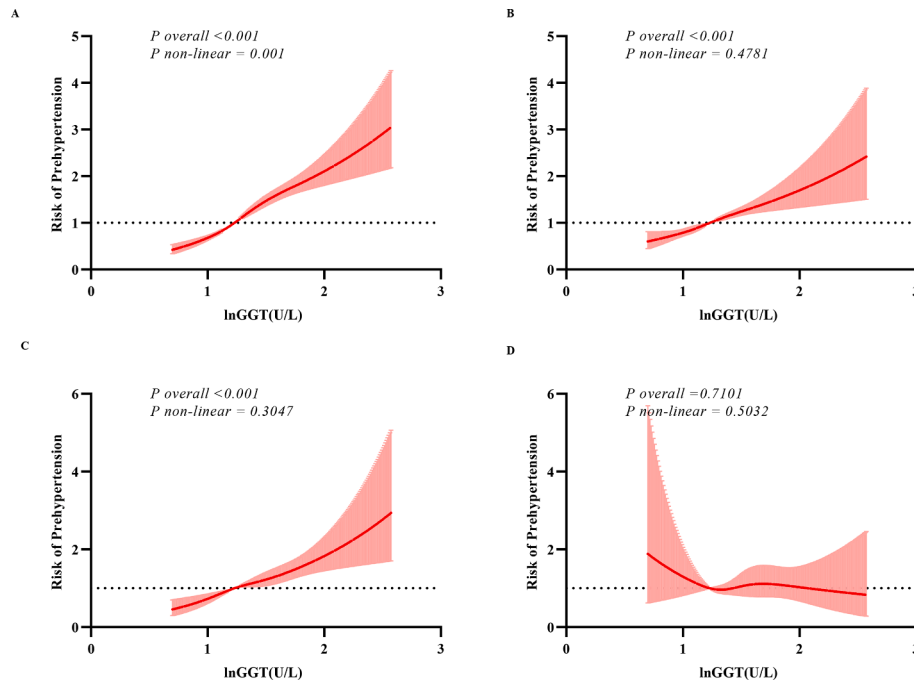 A
P overall <0.001
P non-linear = 0.001
Risk of Prehypertension
5
4
3
2
1
0
0
1
2
3
lnGGT(U/L)
B
P overall <0.001
P non-linear = 0.4781
Risk of Prehypertension
5
4
3
2
1
0
0
1
2
3
lnGGT(U/L)
C
P overall <0.001
P non-linear = 0.3047
Risk of Prehypertension
6
4
2
0
0
1
2
3
lnGGT(U/L)
D
P overall =0.7101
P non-linear = 0.5032
Risk of Prehypertension
6
4
2
0
0
1
2
3
lnGGT(U/L)